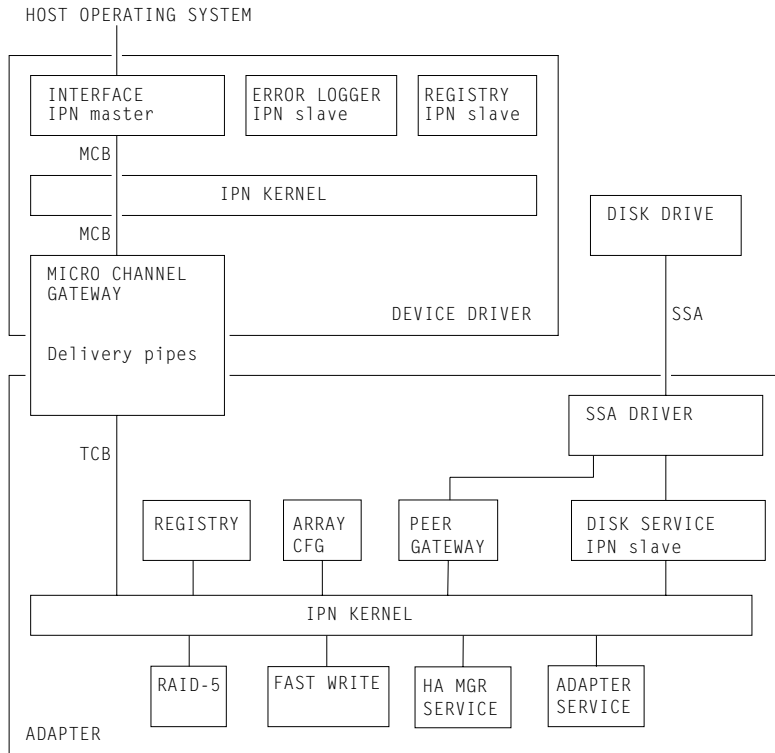 HOST OPERATING SYSTEM
INTERFACE
IPN master
ERROR LOGGER
IPN slave
REGISTRY
IPN slave
MCB
IPN KERNEL
MCB
DISK DRIVE
MICRO CHANNEL
GATEWAY
Delivery pipes
DEVICE DRIVER
SSA
SSA DRIVER
TCB
REGISTRY
ARRAY
CFG
PEER
GATEWAY
DISK SERVICE
IPN slave
IPN KERNEL
RAID-5
FAST WRITE
HA MGR
SERVICE
ADAPTER
SERVICE
ADAPTER